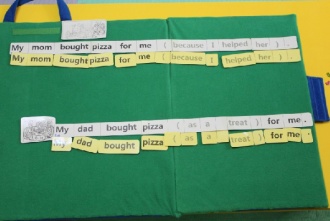 My mom bought pizza for me ( because I helped her ) .
My mom bought pizza for me ( because I helped her ) .
My dad bought pizza ( as a treat ) for me .
My dad bought pizza ( as a treat ) for me .